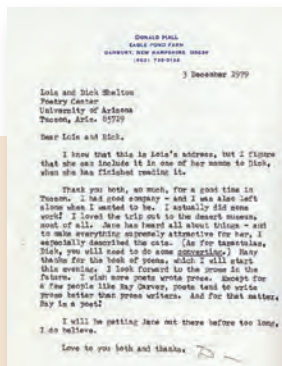 DONALD HALL
EAGLE POND FARM
DANBURY, NEW HAMPSHIRE
3 December 1979
Lois and Dick Shelton
Poetry Center
University of Arizona
Tucson, Ariz. 85719
Dear Lois and Dick,
I know that this is Lois's address, but I figure
that she can include it in one of her memos to Dick,
when she has finished reading it.
Thank you both, so much, for a good time in
Tucson. I had good company - and I was also left
alone when I wanted to be. I actually did some
work! I loved the trip out to the desert museum,
most of all. Jane has heard all about things - and
to make everything supremely attractive for her, I
especially described the cats. (As for tarantulas,
Dick, you will need to do some converting.) Many
thanks for the book of poems, which I will start
this evening. I look forward to the prose in the
future. I wish more poets wrote prose. Except for
a few people like Ray Carver, poets tend to write
prose better than prose writers. And for that matter,
Ray is a poet!
I will be getting Jane out there before too long,
I do believe.
Love to you both and thanks,